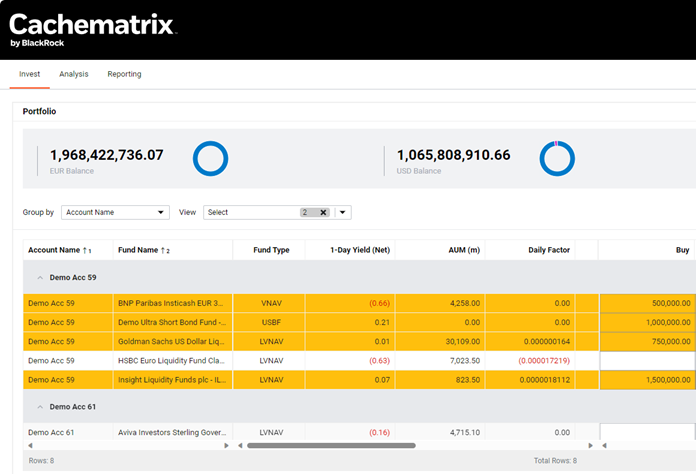 Cachematrix
by BlackRock
Invest Analysis Reporting
Portfolio
1,968,422,736.07
EUR Balance
1,065,808,910.66
USD Balance
Group by Account Name View Select 2 ×
Account Name ↑ 1 Fund Name ↑ 2 Fund Type 1-Day Yield (Net) AUM (m) Daily Factor Buy
Demo Acc 59
Demo Acc 59 BNP Paribas Insticash EUR 3... VNAV (0.66) 4,258.00 0.00 500,000.00
Demo Acc 59 Demo Ultra Short Bond Fund -... USBF 0.21 0.00 0.00 1,000,000.00
Demo Acc 59 Goldman Sachs US Dollar Liq... LVNAV 0.01 30,109.00 0.000000164 750,000.00
Demo Acc 59 HSBC Euro Liquidity Fund Cla... LVNAV (0.63) 7,023.50 (0.000017219)
Demo Acc 59 Insight Liquidity Funds plc - IL... LVNAV 0.07 823.50 0.0000018112 1,500,000.00
Demo Acc 61
Demo Acc 61 Aviva Investors Sterling Gover... LVNAV (0.16) 4,715.10 0.00
Rows: 8 Total Rows: 8